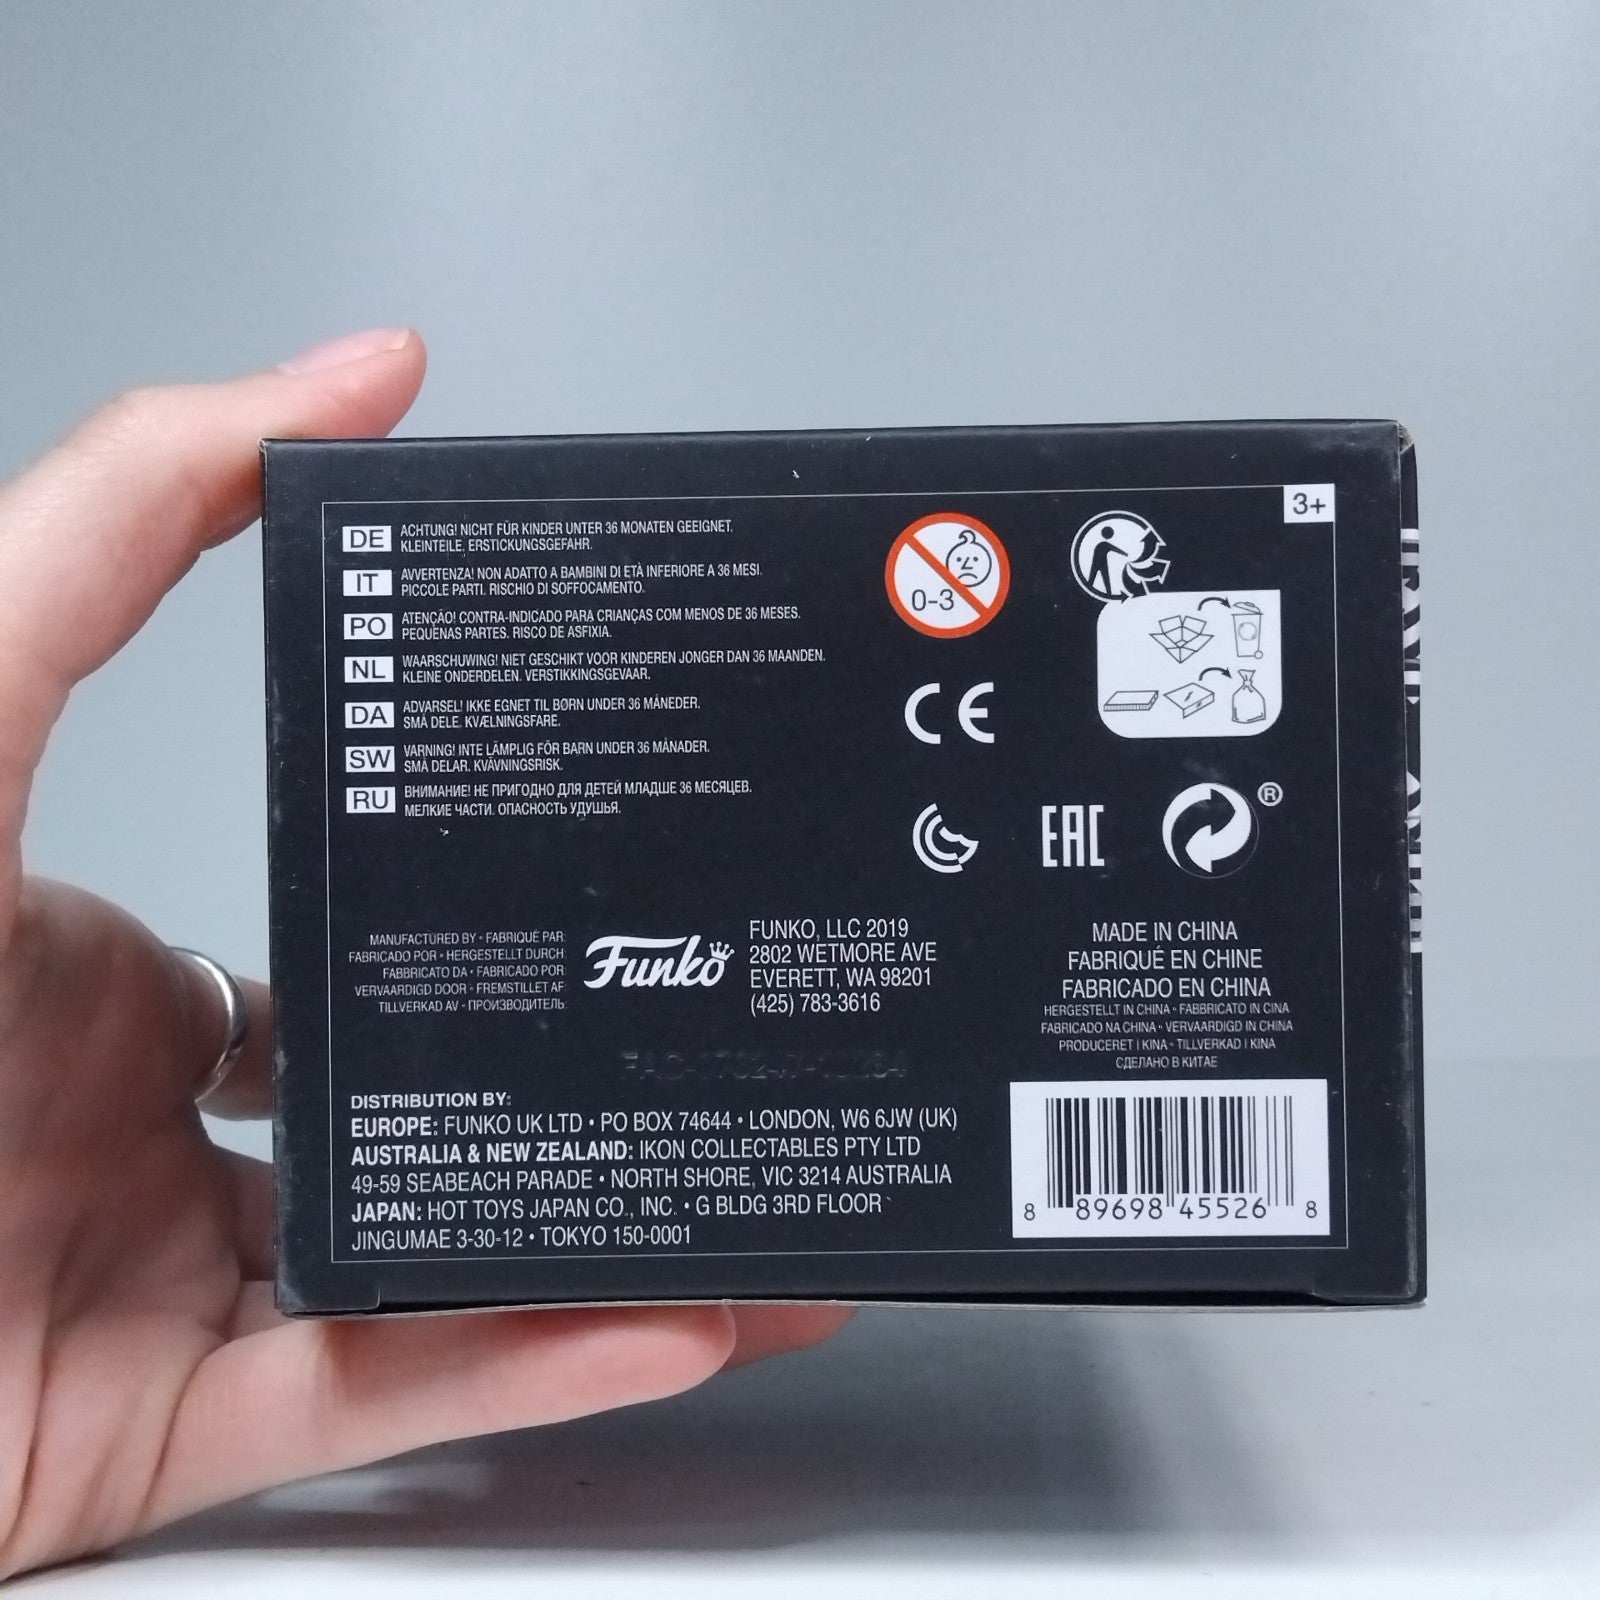 3+
DE ACHTUNG! NICHT FÜR KINDER UNTER 36 MONATEN GEEIGNET.
KLEINTEILE. ERSTICKUNGSGEFAHR.
IT AVVERTENZA! NON ADATTO A BAMBINI DI ETÀ INFERIORE A 36 MESI.
PICCOLE PARTI. RISCHIO DI SOFFOCAMENTO.
PO ATENÇÃO! CONTRA-INDICADO PARA CRIANÇAS COM MENOS DE 36 MESES.
PEQUENAS PARTES. RISCO DE ASFIXIA.
NL WAARSCHUWING! NIET GESCHIKT VOOR KINDEREN JONGER DAN 36 MAANDEN.
KLEINE ONDERDELEN. VERSTIKKINGSGEVAAR.
DA ADVARSEL! IKKE EGNET TIL BØRN UNDER 36 MÅNEDER.
SMÅ DELE. KVÆLNINGSFARE.
SW VARNING! INTE LÄMPLIG FÖR BARN UNDER 36 MÅNADER.
SMÅ DELAR. KVÄVNINGSRISK.
RU ВНИМАНИЕ! НЕ ПРИГОДНО ДЛЯ ДЕТЕЙ МЛАДШЕ 36 МЕСЯЦЕВ.
МЕЛКИЕ ЧАСТИ. ОПАСНОСТЬ УДУШЬЯ.
0-3
CE
EAC
®
MANUFACTURED BY • FABRIQUÉ PAR:
FABRICADO POR • HERGESTELLT DURCH:
FABBRICATO DA • FABRICADO POR:
VERVAARDIGD DOOR • FREMSTILLET AF:
TILLVERKAD AV • ПРОИЗВОДИТЕЛЬ:
Funko
FUNKO, LLC 2019
2802 WETMORE AVE
EVERETT, WA 98201
(425) 783-3616
MADE IN CHINA
FABRIQUÉ EN CHINE
FABRICADO EN CHINA
HERGESTELLT IN CHINA • FABBRICATO IN CINA
FABRICADO NA CHINA • VERVAARDIGD IN CHINA
PRODUCERET I KINA • TILLVERKAD I KINA
СДЕЛАНО В КИТАЕ
DISTRIBUTION BY:
EUROPE: FUNKO UK LTD • PO BOX 74644 • LONDON, W6 6JW (UK)
AUSTRALIA & NEW ZEALAND: IKON COLLECTABLES PTY LTD
49-59 SEABEACH PARADE • NORTH SHORE, VIC 3214 AUSTRALIA
JAPAN: HOT TOYS JAPAN CO., INC. • G BLDG 3RD FLOOR
JINGUMAE 3-30-12 • TOKYO 150-0001
8 89698 45526 8